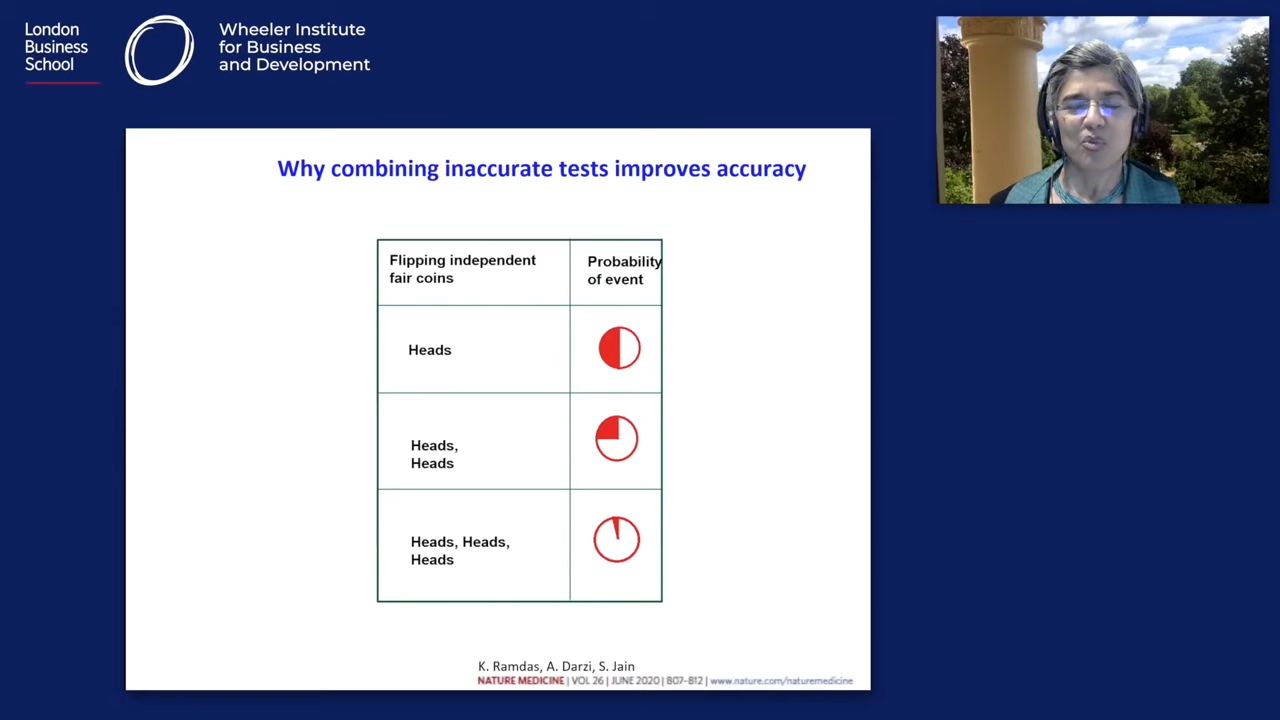 London
Business
School
Wheeler Institute
for Business
and Development
Why combining inaccurate tests improves accuracy
Flipping independent
fair coins
Probability
of event
Heads
Heads,
Heads
Heads, Heads,
Heads
K. Ramdas, A. Darzi, S. Jain
NATURE MEDICINE | VOL 26 | JUNE 2020 | 807–812 | www.nature.com/naturemedicine